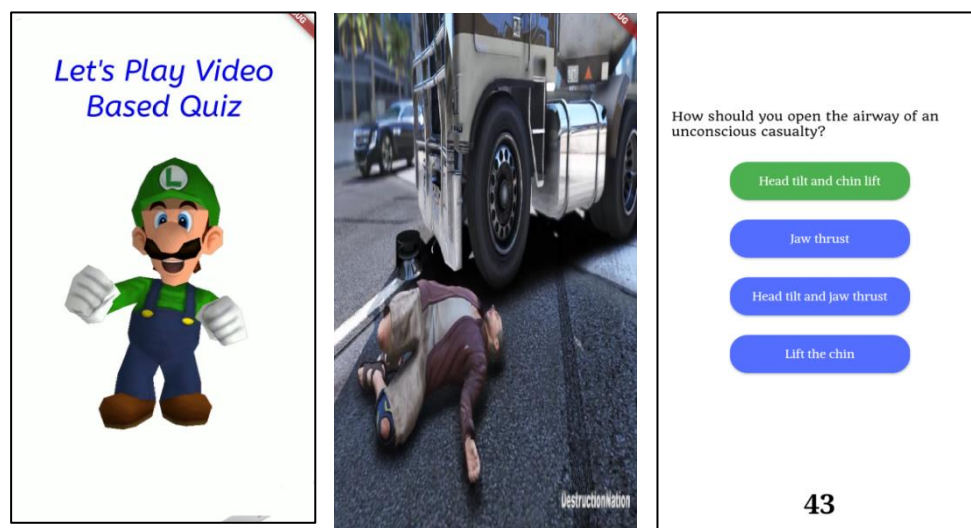 Let's Play Video
Based Quiz
L
DestructionNation
How should you open the airway of an
unconscious casualty?
Head tilt and chin lift
Jaw thrust
Head tilt and jaw thrust
Lift the chin
43